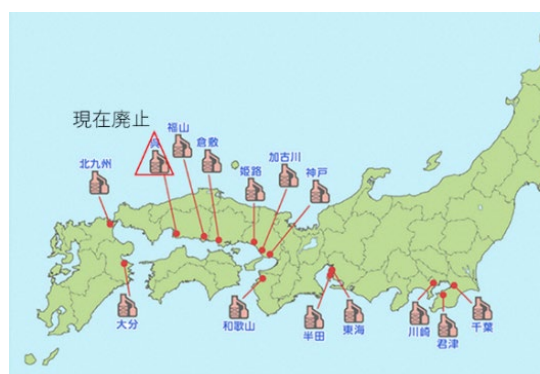 現在廃止
福山
呉
倉敷
加古川
北九州
姫路
神戸
大分
和歌山
半田
東海
川崎
君津
千葉